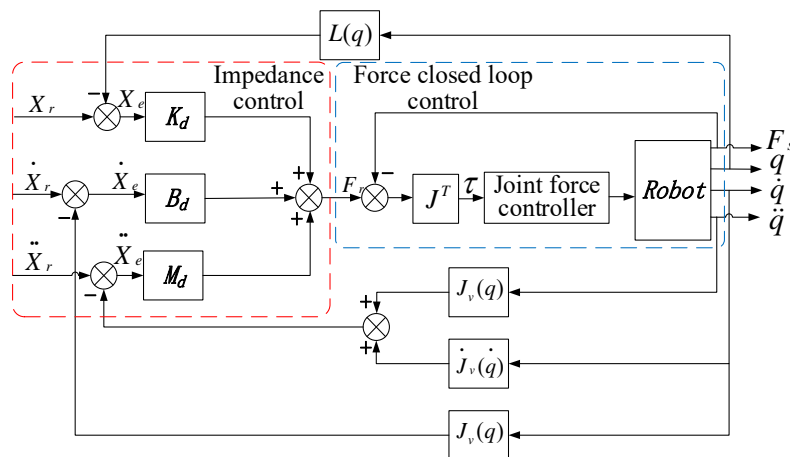 L(q)
−
Impedance
control
Force closed loop
control
X_r
X_e
K_d
+
−
F_s
q
Ẋ_r
Ẋ_e
B_d
+
F_r
J^T
τ
Joint force
controller
Robot
q̇
−
+
q̈
Ẍ_r
Ẍ_e
M_d
−
J_v(q)
+
+
J̇_v(q̇)
J_v(q)